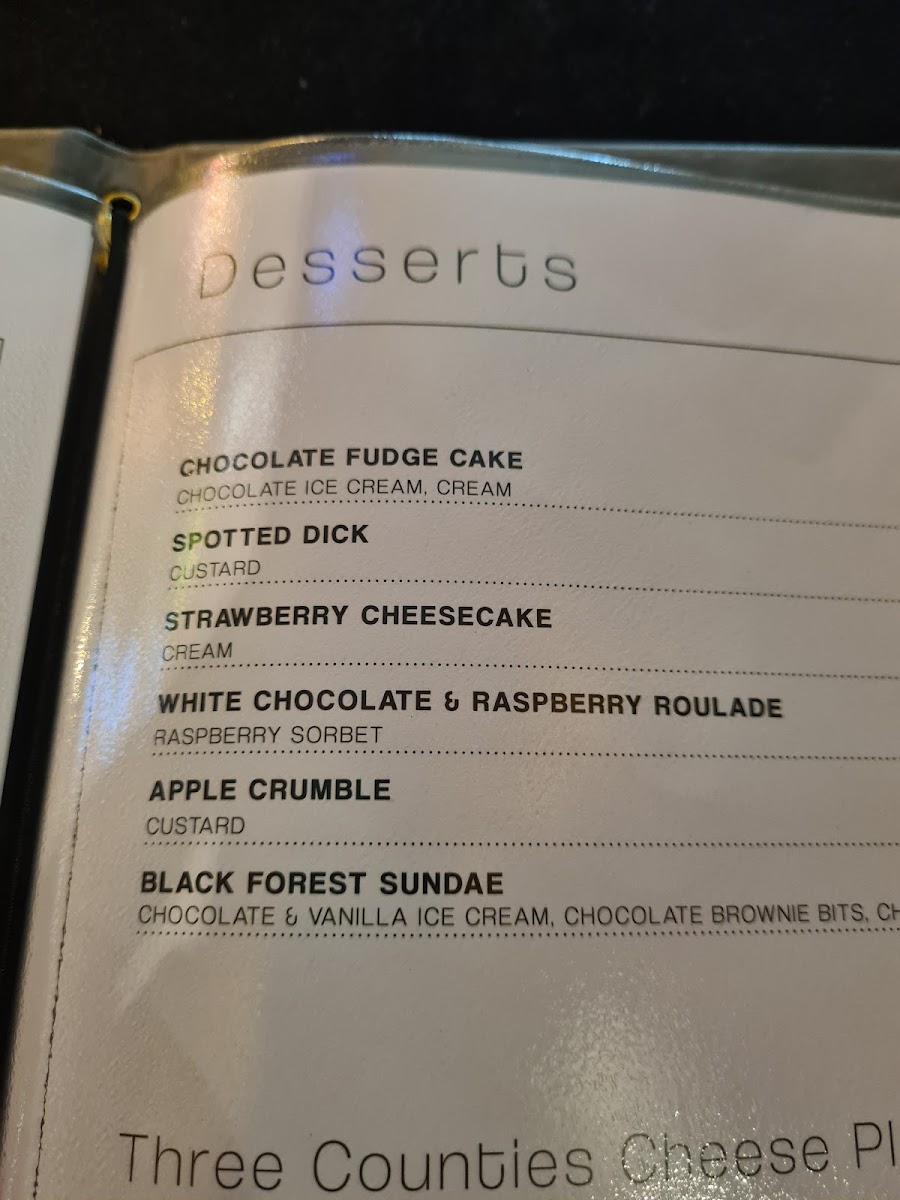 Desserts
CHOCOLATE FUDGE CAKE
CHOCOLATE ICE CREAM, CREAM
SPOTTED DICK
CUSTARD
STRAWBERRY CHEESECAKE
CREAM
WHITE CHOCOLATE & RASPBERRY ROULADE
RASPBERRY SORBET
APPLE CRUMBLE
CUSTARD
BLACK FOREST SUNDAE
CHOCOLATE & VANILLA ICE CREAM, CHOCOLATE BROWNIE BITS,
Three Counties Cheese